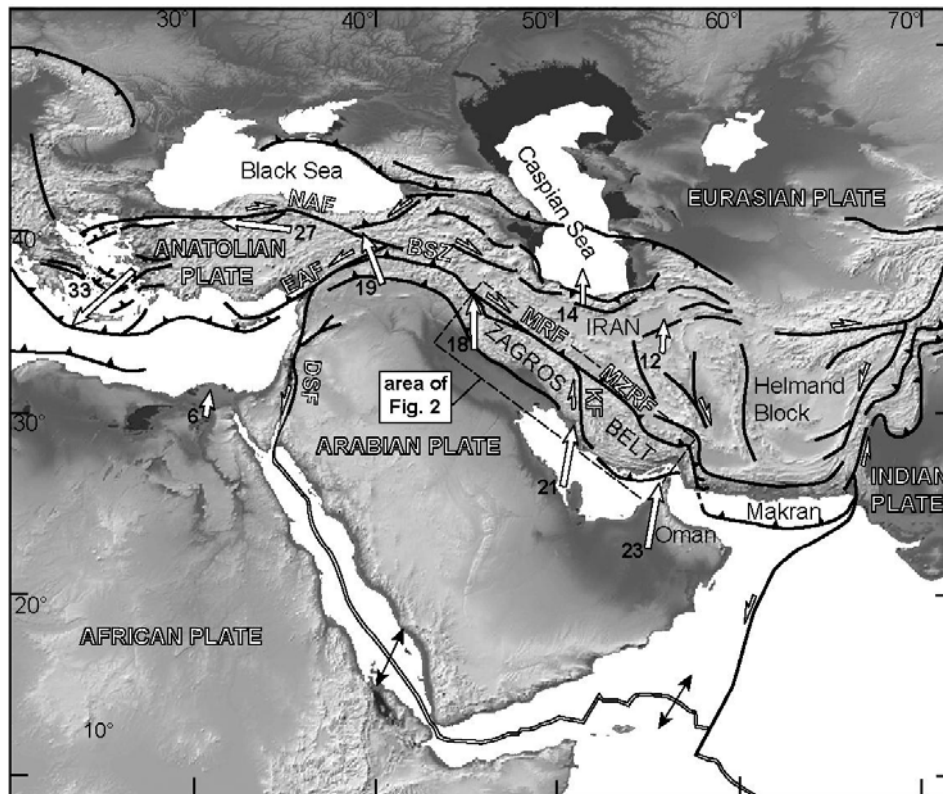 30°
40°
50°
60°
70°
Black Sea
Caspian Sea
EURASIAN PLATE
NAF
40°
27
ANATOLIAN
PLATE
BSZ
EAF
33
19
14
IRAN
MRF
18
12
ZAGROS
MZRF
Helmand
Block
DSF
area of
Fig. 2
KF
6
30°
ARABIAN PLATE
BELT
INDIAN
PLATE
21
Makran
23
Oman
20°
AFRICAN PLATE
10°